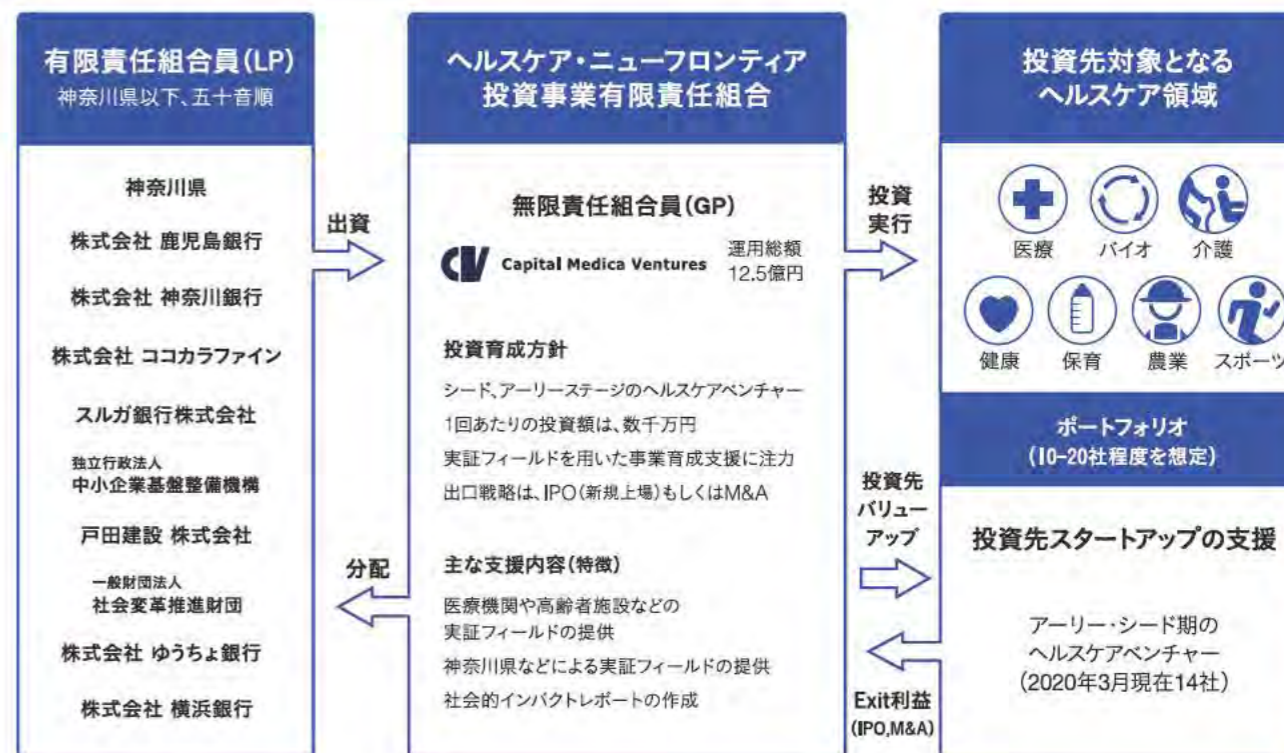 有限責任組合員(LP)
神奈川県以下、五十音順
神奈川県
株式会社 鹿児島銀行
株式会社 神奈川銀行
株式会社 ココカラファイン
スルガ銀行株式会社
独立行政法人
中小企業基盤整備機構
戸田建設 株式会社
一般財団法人
社会変革推進財団
株式会社 ゆうちょ銀行
株式会社 横浜銀行
出資
分配
ヘルスケア・ニューフロンティア
投資事業有限責任組合
無限責任組合員(GP)
CV Capital Medica Ventures
運用総額
12.5億円
投資育成方針
シード、アーリーステージのヘルスケアベンチャー
1回あたりの投資額は、数千万円
実証フィールドを用いた事業育成支援に注力
出口戦略は、IPO(新規上場)もしくはM&A
主な支援内容(特徴)
医療機関や高齢者施設などの
実証フィールドの提供
神奈川県などによる実証フィールドの提供
社会的インパクトレポートの作成
投資
実行
投資先
バリュー
アップ
Exit利益
(IPO,M&A)
投資先対象となる
ヘルスケア領域
医療 バイオ 介護
健康 保育 農業 スポーツ
ポートフォリオ
(10-20社程度を想定)
投資先スタートアップの支援
アーリー・シード期の
ヘルスケアベンチャー
(2020年3月現在14社)